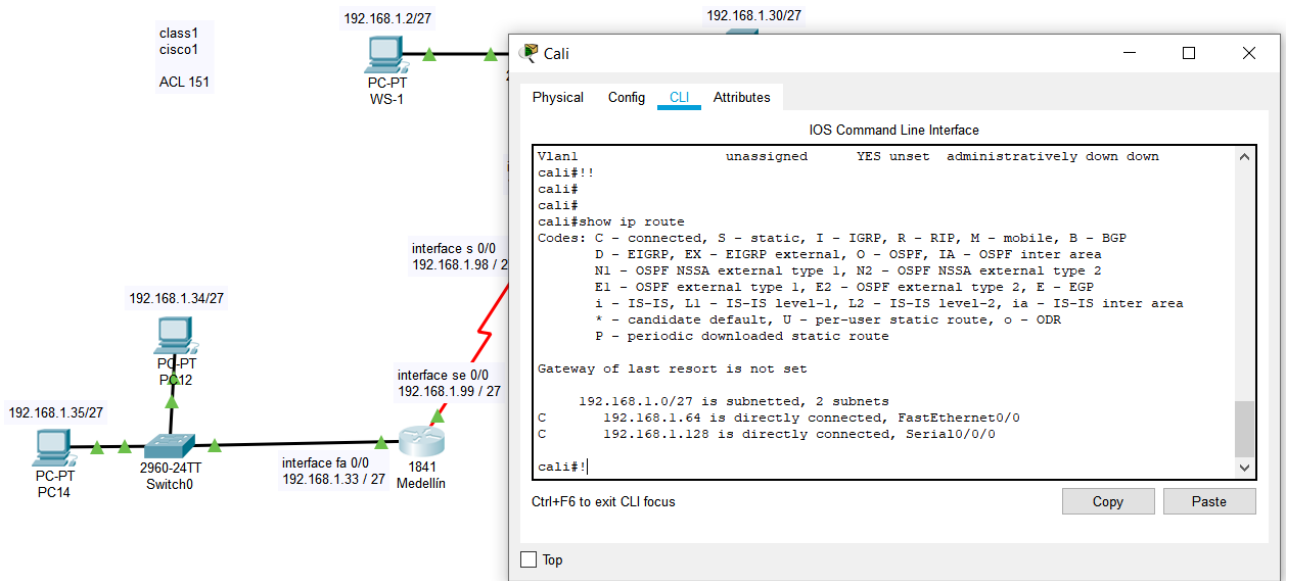 192.168.1.2/27
192.168.1.30/27
class1
cisco1
ACL 151
PC-PT
WS-1
interface s 0/0
192.168.1.98 / 2
192.168.1.34/27
PC-PT
PC12
interface se 0/0
192.168.1.99 / 27
192.168.1.35/27
PC-PT
PC14
2960-24TT
Switch0
interface fa 0/0
192.168.1.33 / 27
1841
Medellín
Cali
Physical Config CLI Attributes
IOS Command Line Interface
Vlan1 unassigned YES unset administratively down down
cali#!!
cali#
cali#
cali#show ip route
Codes: C - connected, S - static, I - IGRP, R - RIP, M - mobile, B - BGP
D - EIGRP, EX - EIGRP external, O - OSPF, IA - OSPF inter area
N1 - OSPF NSSA external type 1, N2 - OSPF NSSA external type 2
E1 - OSPF external type 1, E2 - OSPF external type 2, E - EGP
i - IS-IS, L1 - IS-IS level-1, L2 - IS-IS level-2, ia - IS-IS inter area
* - candidate default, U - per-user static route, o - ODR
P - periodic downloaded static route
Gateway of last resort is not set
192.168.1.0/27 is subnetted, 2 subnets
C 192.168.1.64 is directly connected, FastEthernet0/0
C 192.168.1.128 is directly connected, Serial0/0/0
cali#!
Ctrl+F6 to exit CLI focus
Copy Paste
Top